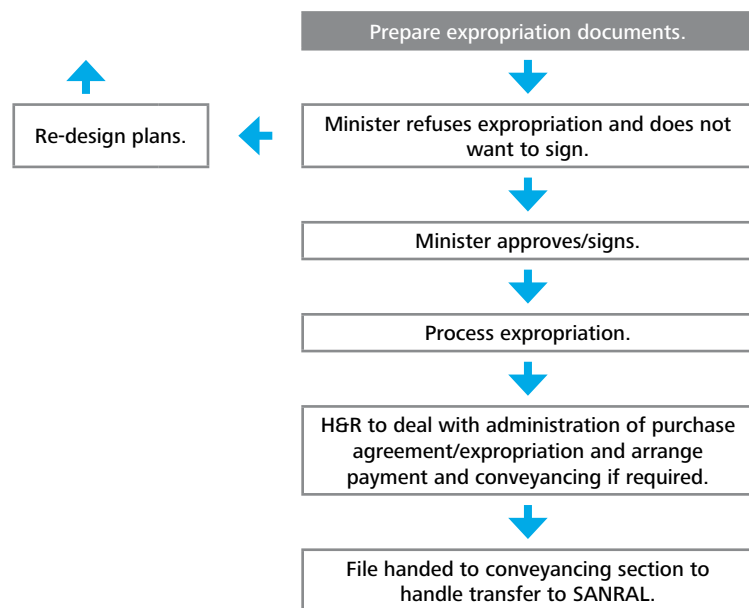 Prepare expropriation documents.
Re-design plans.
Minister refuses expropriation and does not
want to sign.
Minister approves/signs.
Process expropriation.
H&R to deal with administration of purchase
agreement/expropriation and arrange
payment and conveyancing if required.
File handed to conveyancing section to
handle transfer to SANRAL.